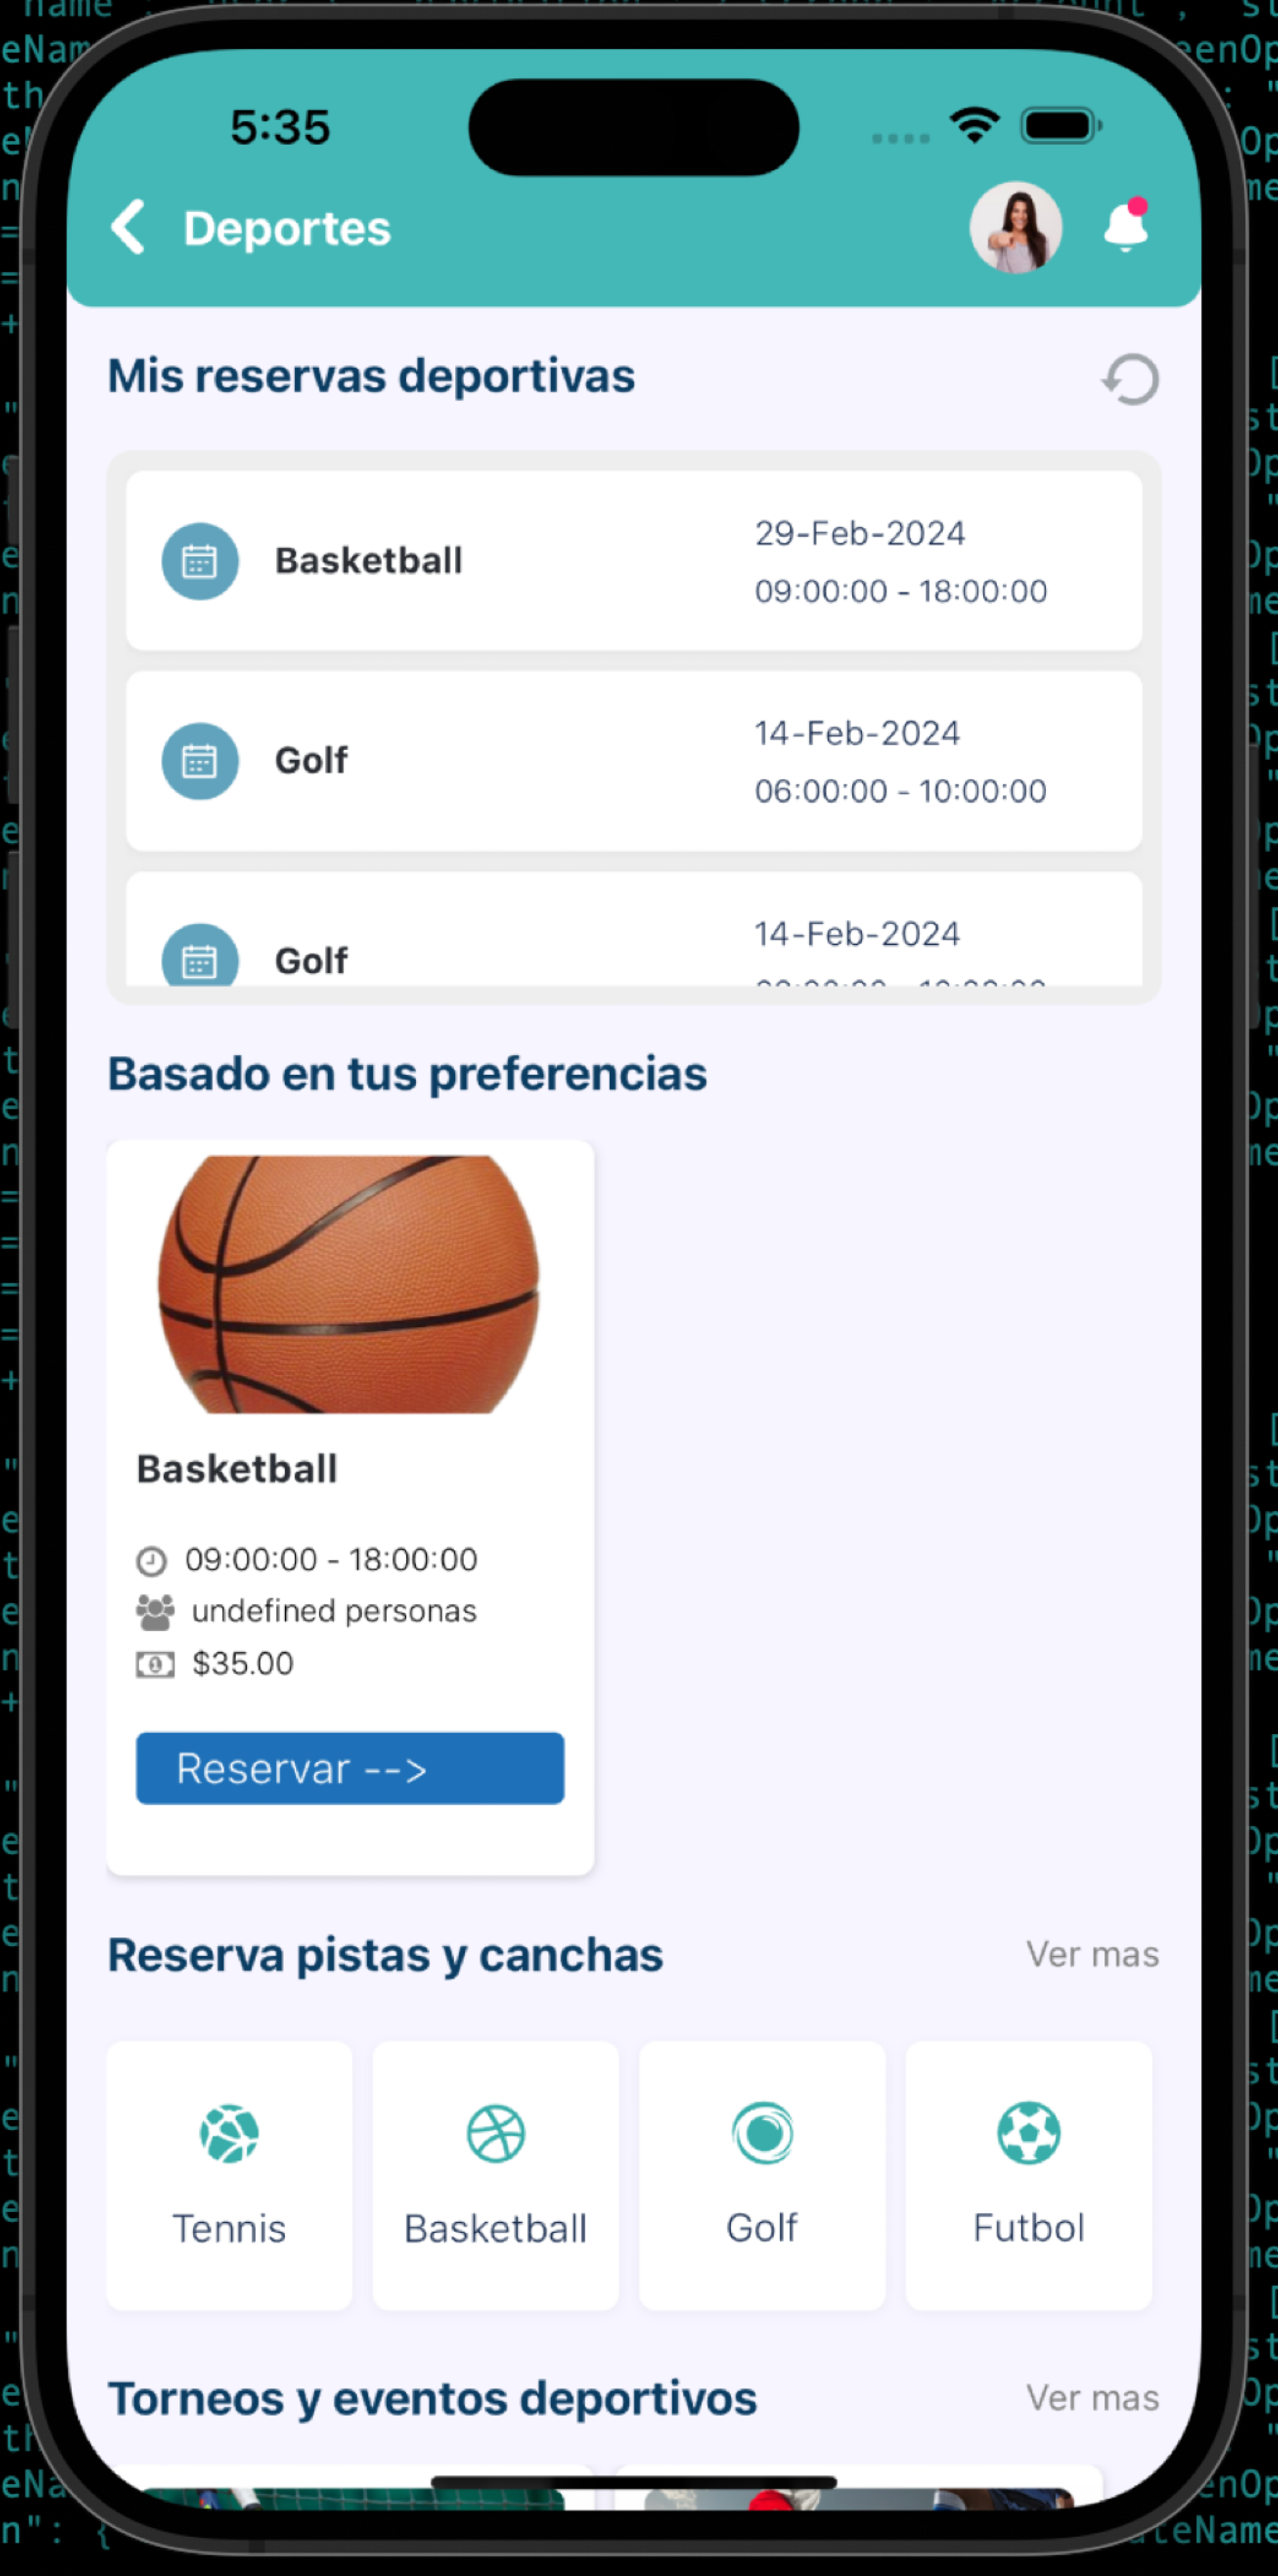 5:35
Deportes
Mis reservas deportivas
Basketball
29-Feb-2024
09:00:00 - 18:00:00
Golf
14-Feb-2024
06:00:00 - 10:00:00
Golf
14-Feb-2024
Basado en tus preferencias
Basketball
09:00:00 - 18:00:00
undefined personas
$35.00
Reservar -->
Reserva pistas y canchas
Ver mas
Tennis
Basketball
Golf
Futbol
Torneos y eventos deportivos
Ver mas